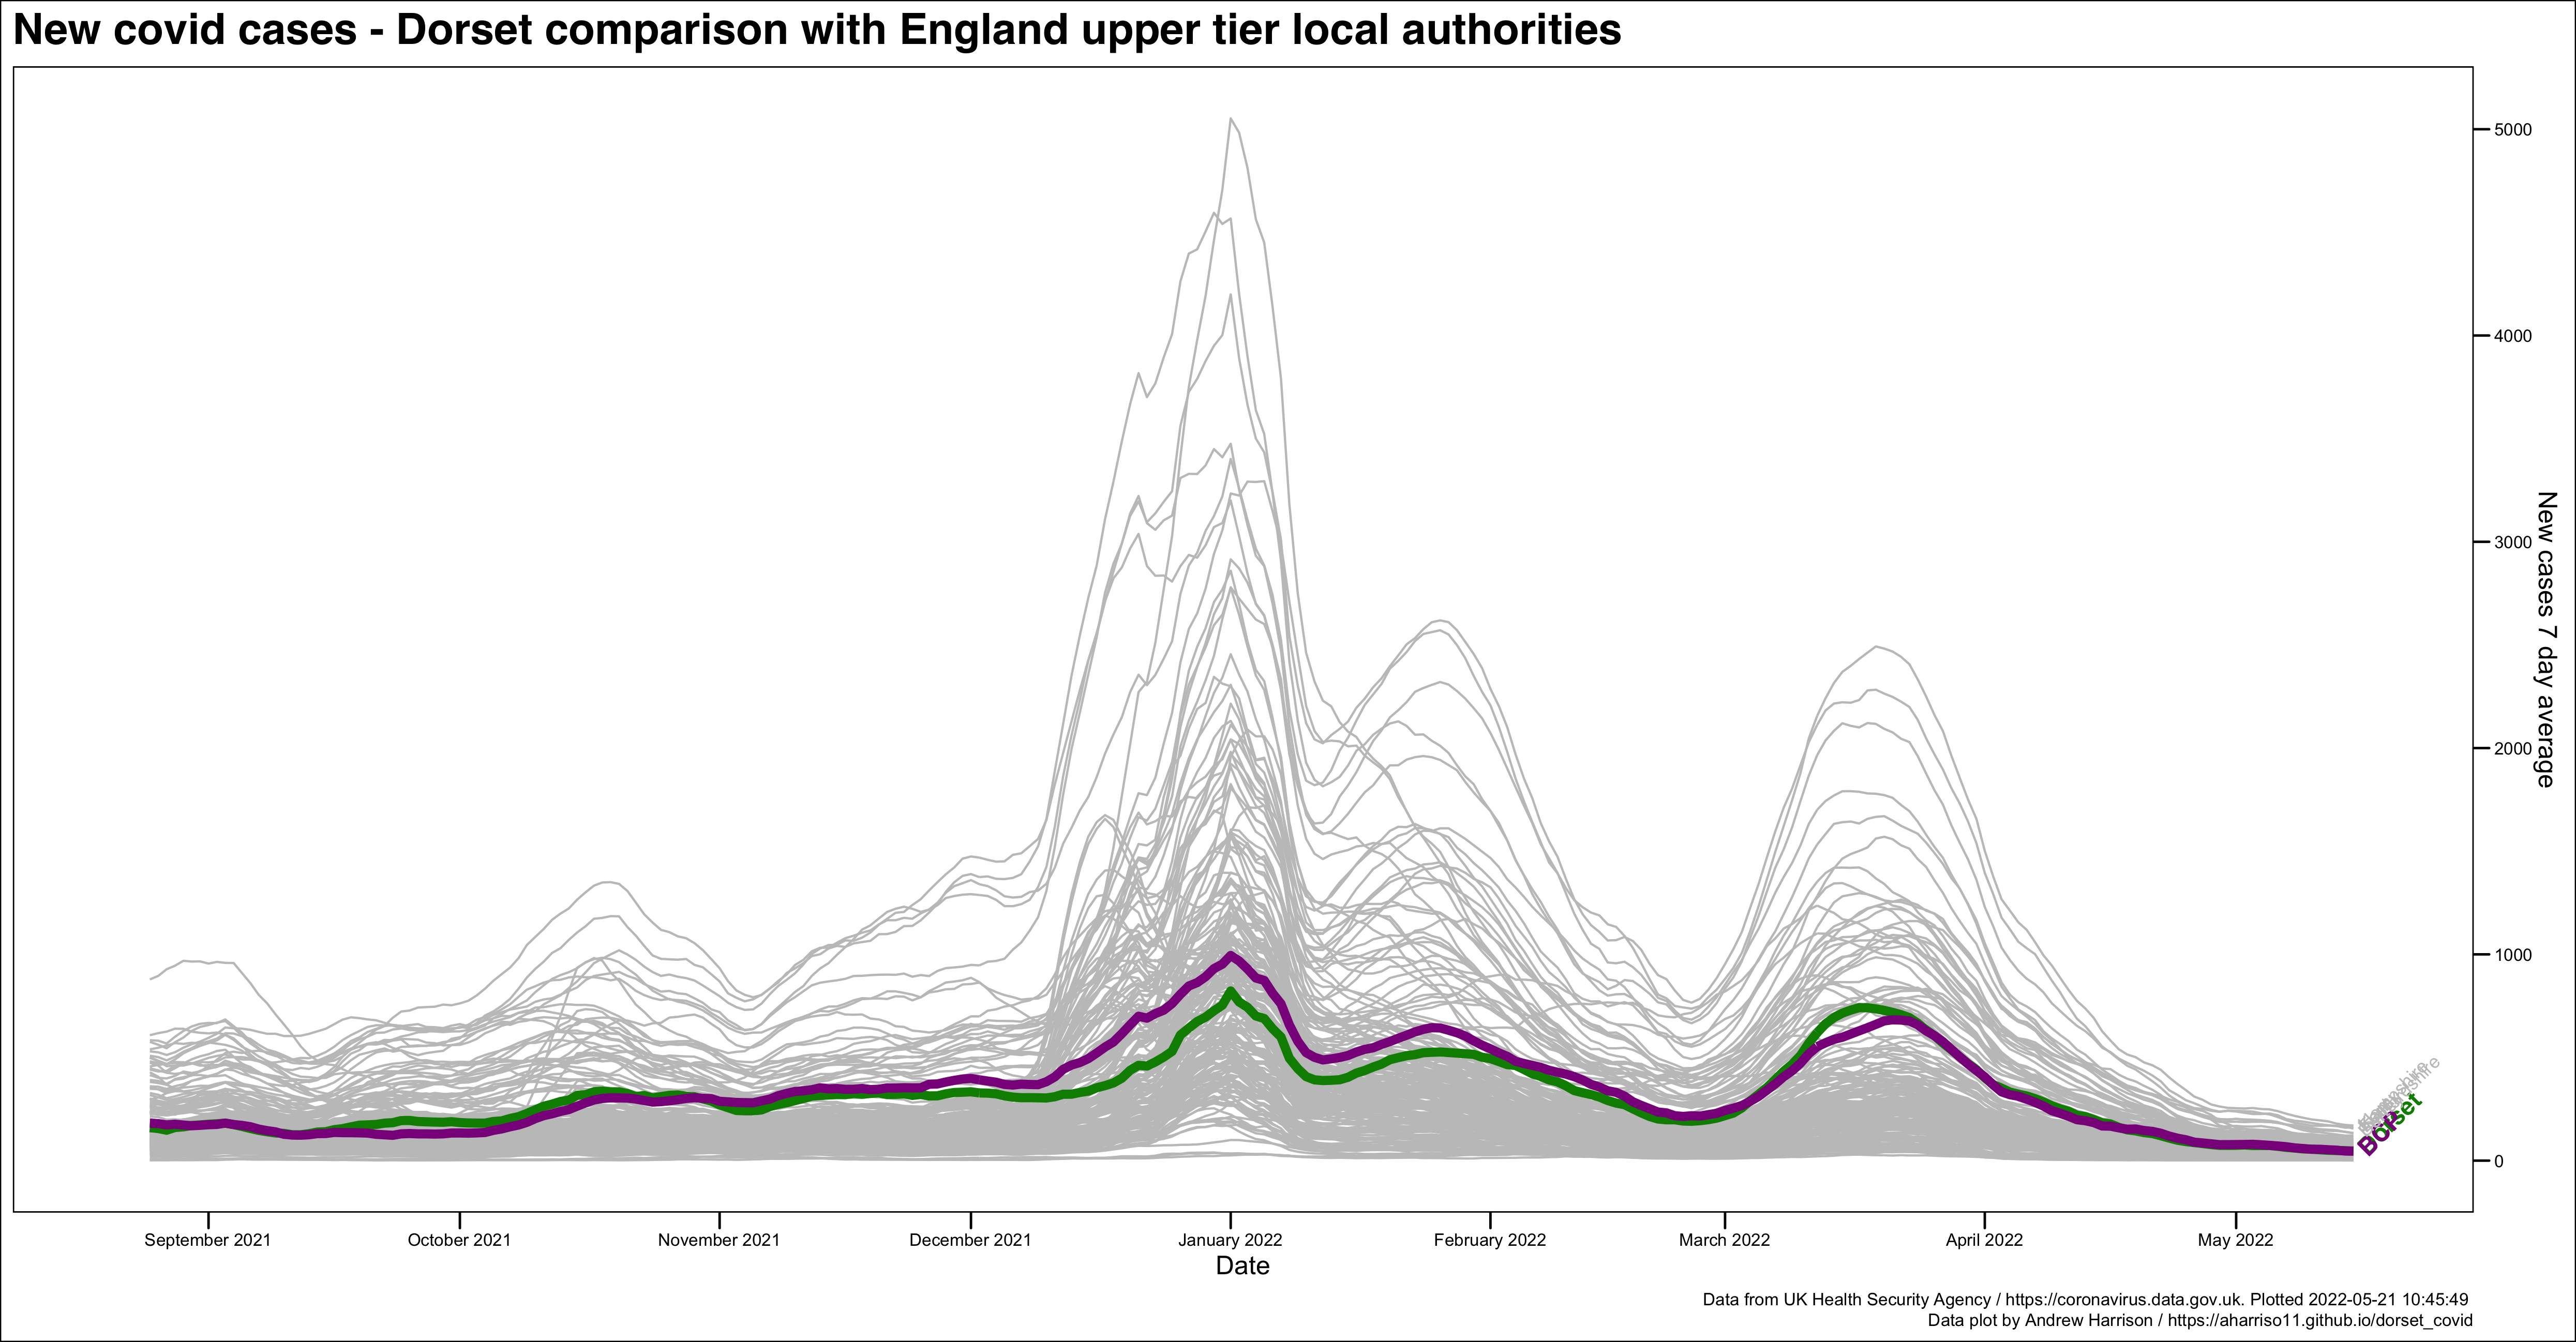 New covid cases - Dorset comparison with England upper tier local authorities
5000
4000
3000
2000
1000
0
New cases 7 day average
Dorset
BCP
September 2021
October 2021
November 2021
December 2021
January 2022
February 2022
March 2022
April 2022
May 2022
Date
Data from UK Health Security Agency / https://coronavirus.data.gov.uk. Plotted 2022-05-21 10:45:49
Data plot by Andrew Harrison / https://aharriso11.github.io/dorset_covid